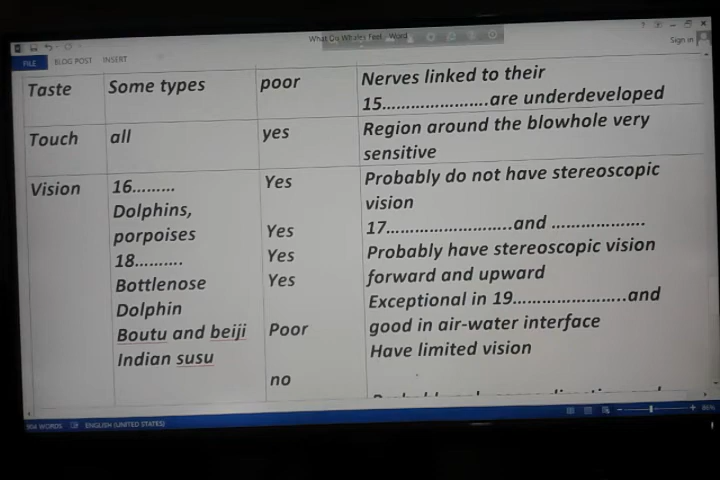 What Do Whales Feel - Word
Sign in
FILE BLOG POST INSERT
Taste Some types poor Nerves linked to their
15......................are underdeveloped
Touch all yes Region around the blowhole very
sensitive
Vision 16......... Yes Probably do not have stereoscopic
Dolphins, vision
porpoises Yes 17..........................and ...................
18.......... Yes Probably have stereoscopic vision
Bottlenose Yes forward and upward
Dolphin Exceptional in 19.......................and
Boutu and beiji Poor good in air-water interface
Indian susu Have limited vision
no
304 WORDS ENGLISH (UNITED STATES) 86%